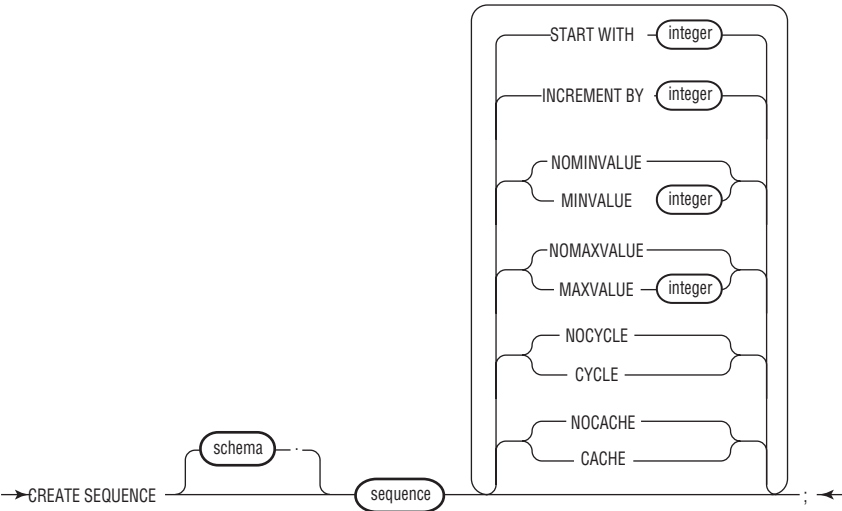 START WITH integer
INCREMENT BY integer
NOMINVALUE
MINVALUE integer
NOMAXVALUE
MAXVALUE integer
NOCYCLE
CYCLE
NOCACHE
CACHE
schema .
CREATE SEQUENCE sequence ;